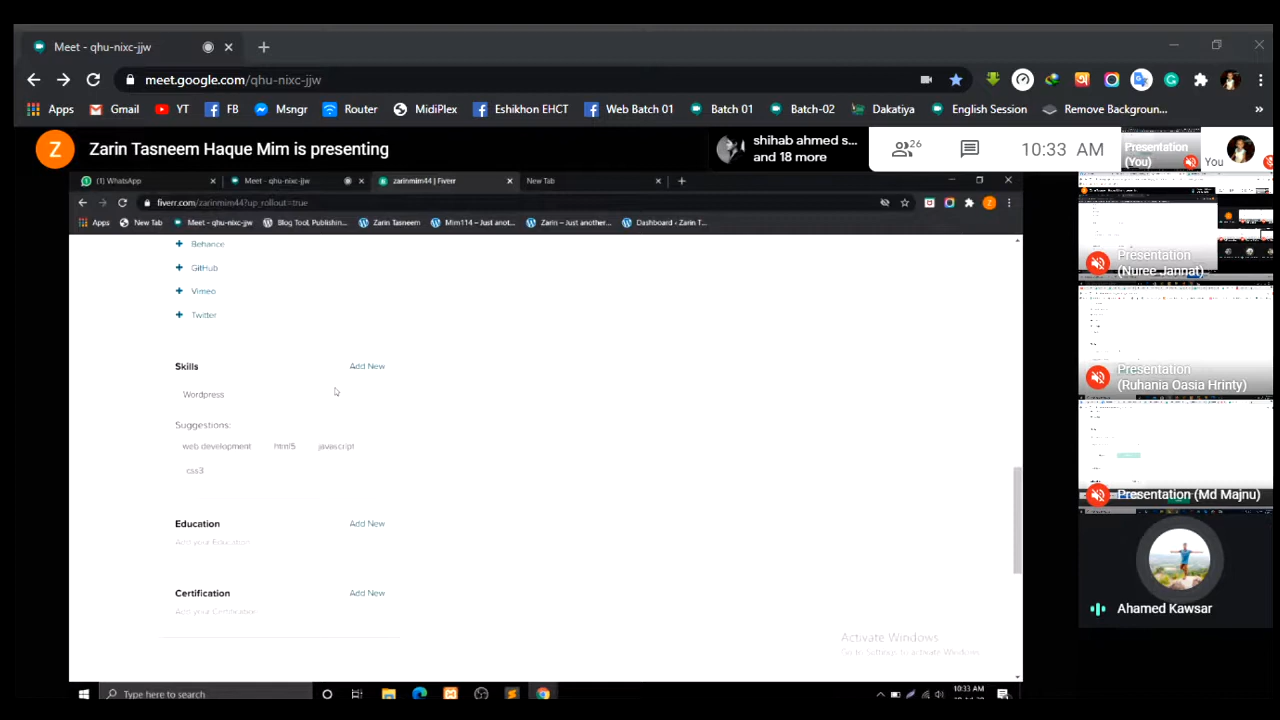 Meet - qhu-nixc-jjw
meet.google.com/qhu-nixc-jjw
Apps Gmail YT FB Msngr Router MidiPlex Eshikhon EHCT Web Batch 01 Batch 01 Batch-02 Dakatiya English Session Remove Backgroun... »
Z Zarin Tasneem Haque Mim is presenting
shihab ahmed s...
and 18 more
26
10:33 AM
Presentation
(You)
You
(1) WhatsApp Meet - qhu-nixc-jjw New Tab
fiverr.com/zarinmim44?up_rollout=true
Apps New Tab Meet - qhu-nixc-jjw Blog Tool, Publishin... Zarin Tasneem Mim114 – Just anot... Zarin – Just another... Dashboard ‹ Zarin T...
Behance
GitHub
Vimeo
Twitter
Skills Add New
Wordpress
Suggestions:
web development html5 javascript
css3
Education Add New
Add your Education
Certification Add New
Add your Certification
Activate Windows
Go to Settings to activate Windows.
Type here to search
10:33 AM
Presentation
(Nuree Jannat)
Presentation
(Ruhania Oasia Hrinty)
Presentation (Md Majnu)
Ahamed Kawsar